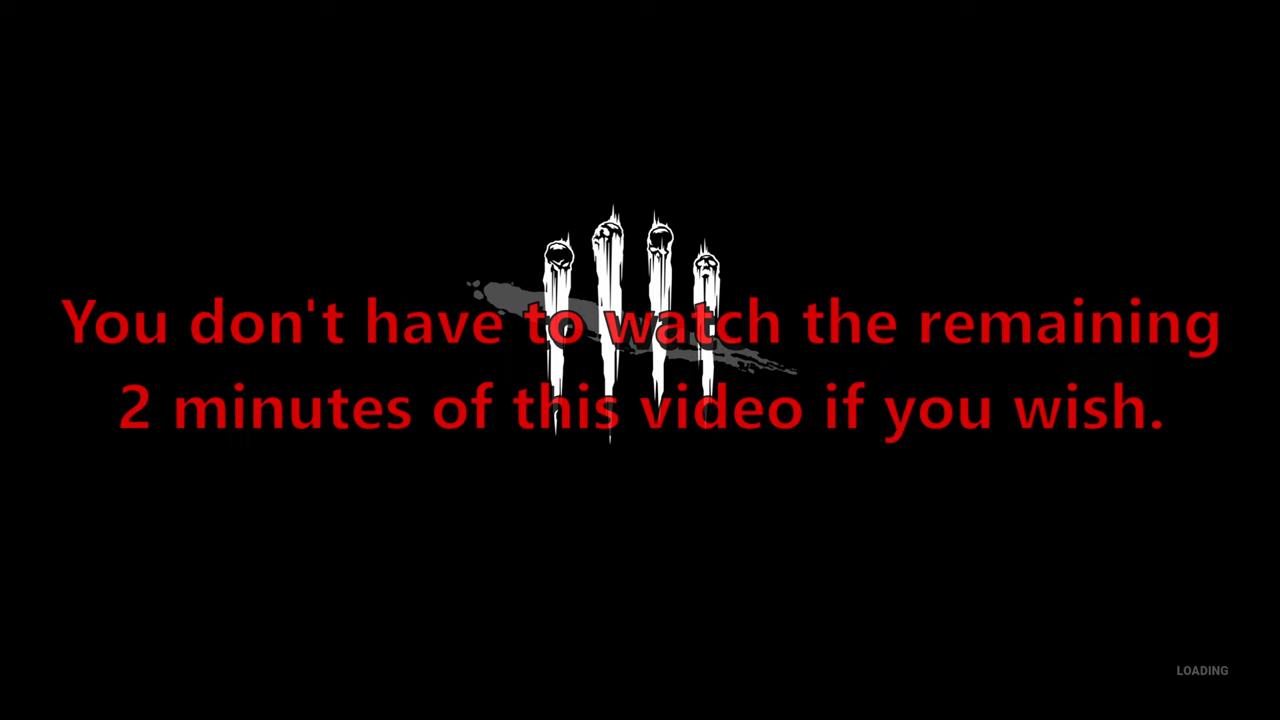 You don't have to watch the remaining
2 minutes of this video if you wish.
LOADING